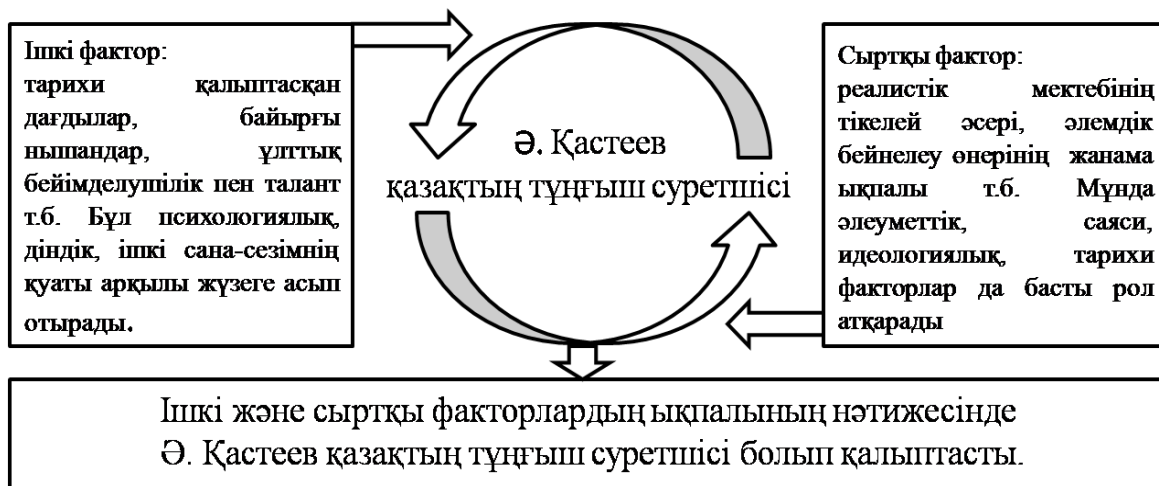 Ішкі фактор:
тарихи қалыптасқан
дағдылар, байырғы
нышандар, ұлттық
бейімделушілік пен талант
т.б. Бұл психологиялық,
діндік, ішкі сана-сезімнің
қуаты арқылы жүзеге асып
отырады.
Ә. Қастеев
қазақтың тұңғыш суретшісі
Сыртқы фактор:
реалистік мектебінің
тікелей әсері, әлемдік
бейнелеу өнерінің жанама
ықпалы т.б. Мұнда
әлеуметтік, саяси,
идеологиялық, тарихи
факторлар да басты рол
атқарады
Ішкі және сыртқы факторлардың ықпалының нәтижесінде
Ә. Қастеев қазақтың тұңғыш суретшісі болып қалыптасты.